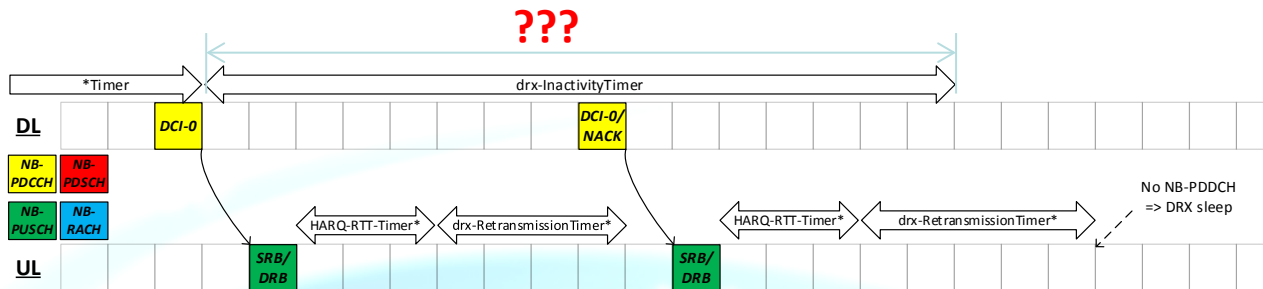 ???
*Timer
drx-InactivityTimer
DL
DCI-0
DCI-0/
NACK
NB-
PDCCH
NB-
PDSCH
NB-
PUSCH
NB-
RACH
HARQ-RTT-Timer*
drx-RetransmissionTimer*
HARQ-RTT-Timer*
drx-RetransmissionTimer*
No NB-PDDCH
=> DRX sleep
UL
SRB/
DRB
SRB/
DRB